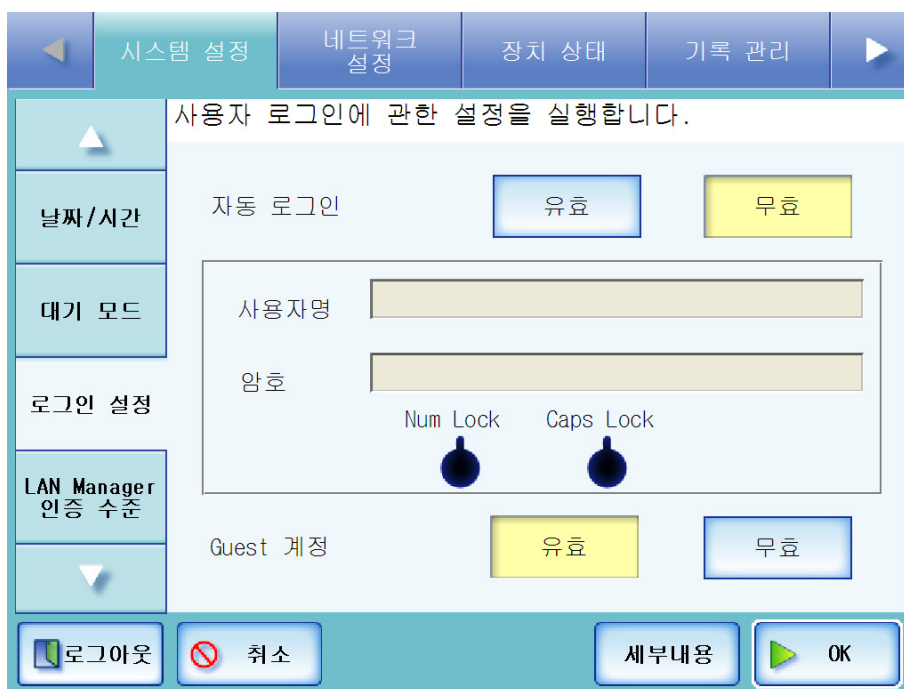 시스템 설정
네트워크
설정
장치 상태
기록 관리
사용자 로그인에 관한 설정을 실행합니다.
날짜/시간
대기 모드
로그인 설정
LAN Manager
인증 수준
자동 로그인
유효
무효
사용자명
암호
Num Lock
Caps Lock
Guest 계정
유효
무효
로그아웃
취소
세부내용
OK